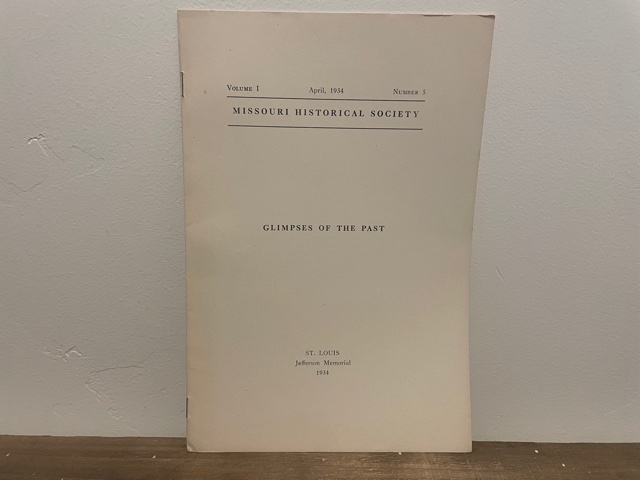 VOLUME I April, 1934 NUMBER 5
MISSOURI HISTORICAL SOCIETY
GLIMPSES OF THE PAST
ST. LOUIS
Jefferson Memorial
1934